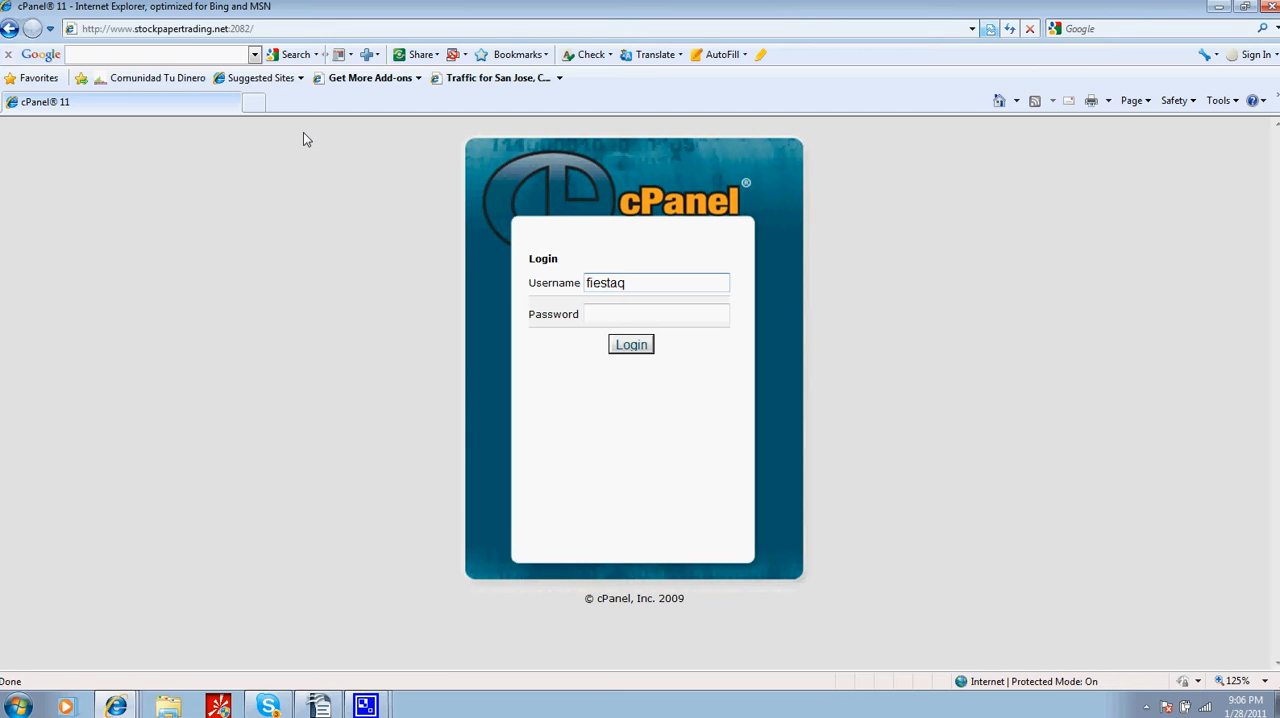 cPanel® 11 - Internet Explorer, optimized for Bing and MSN
http://www.stockpapertrading.net:2082/
Google
x Google Search Share Bookmarks Check Translate AutoFill Sign In
Favorites Comunidad Tu Dinero Suggested Sites Get More Add-ons Traffic for San Jose, C...
cPanel® 11
Page Safety Tools
cPanel®
Login
Username fiestaq
Password
Login
© cPanel, Inc. 2009
Done Internet | Protected Mode: On 125%
9:06 PM
1/28/2011